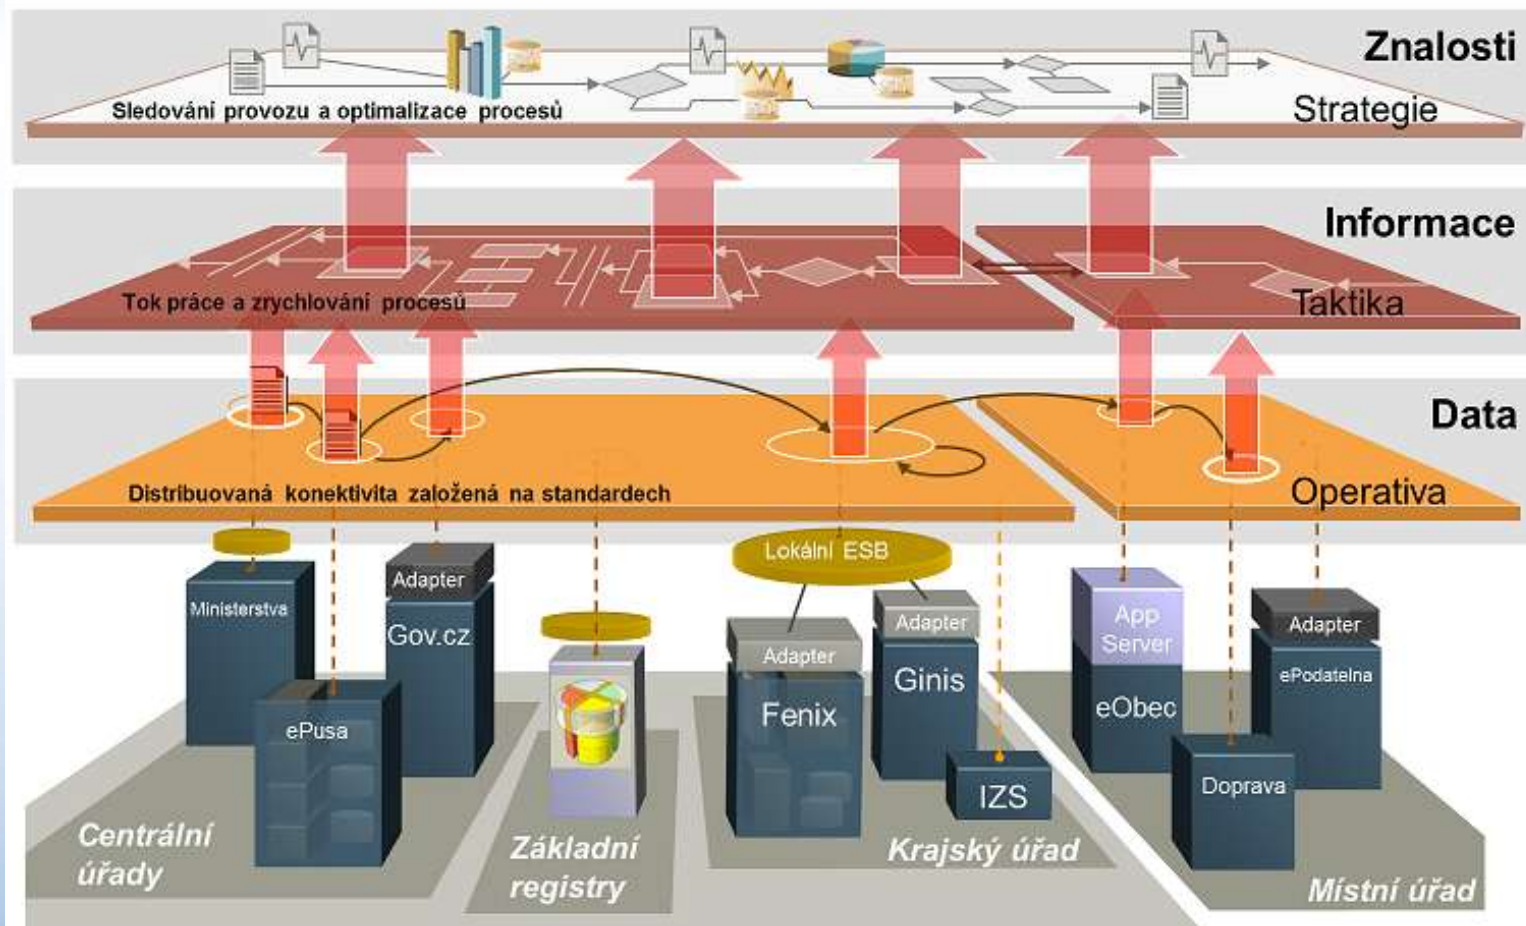 Znalosti
Strategie
Sledování provozu a optimalizace procesů
Informace
Taktika
Tok práce a zrychlování procesů
Data
Operativa
Distribuovaná konektivita založená na standardech
Lokální ESB
Ministerstva
Adapter
Gov.cz
ePusa
Adapter
Fenix
Adapter
Ginis
IZS
App
Server
eObec
Adapter
ePodatelna
Doprava
Centrální
úřady
Základní
registry
Krajský úřad
Místní úřad